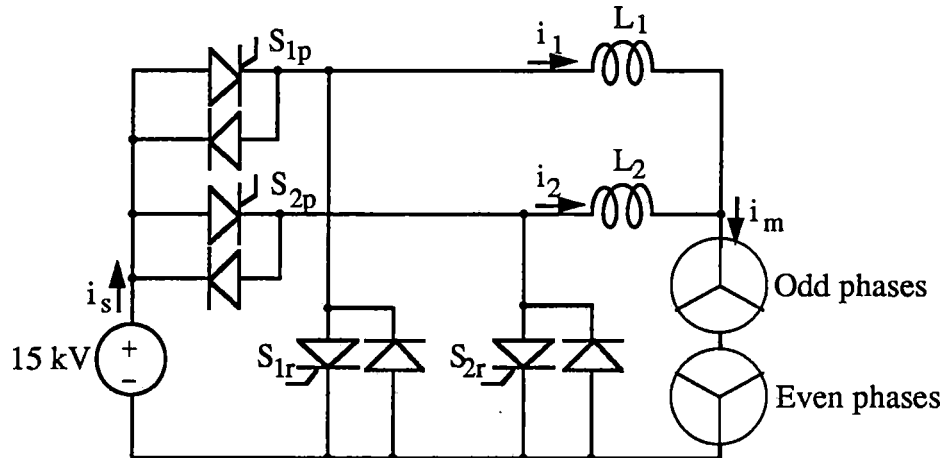 S1p
i1
L1
S2p
i2
L2
im
is
Odd phases
15 kV
+
−
S1r
S2r
Even phases